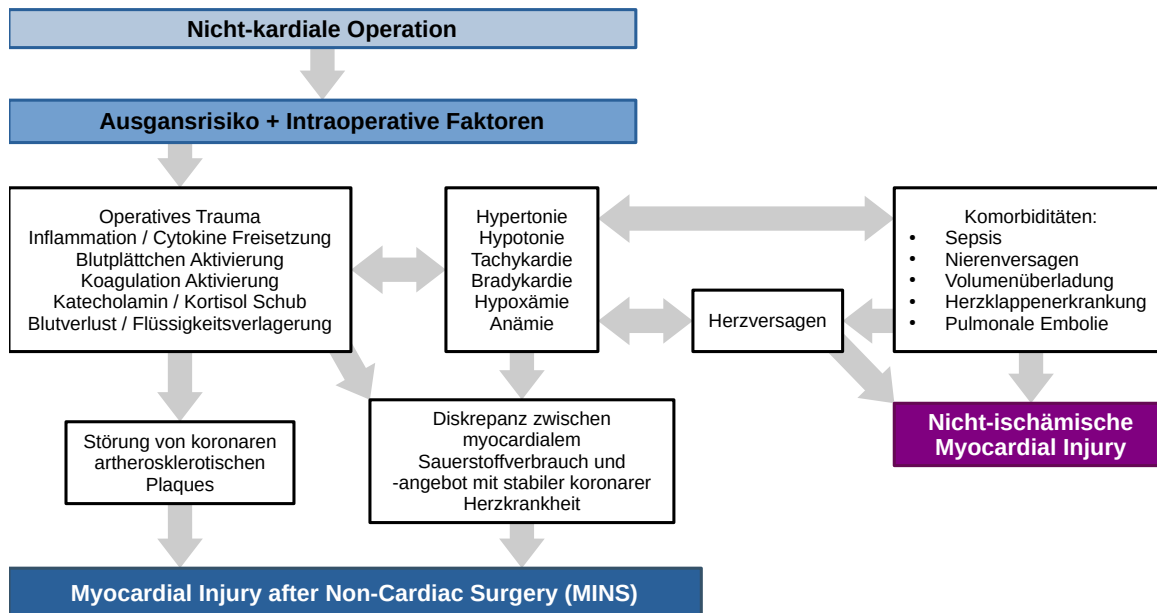 Nicht-kardiale Operation
Ausgansrisiko + Intraoperative Faktoren
Operatives Trauma
Inflammation / Cytokine Freisetzung
Blutplättchen Aktivierung
Koagulation Aktivierung
Katecholamin / Kortisol Schub
Blutverlust / Flüssigkeitsverlagerung
Hypertonie
Hypotonie
Tachykardie
Bradykardie
Hypoxämie
Anämie
Herzversagen
Komorbiditäten:
• Sepsis
• Nierenversagen
• Volumenüberladung
• Herzklappenerkrankung
• Pulmonale Embolie
Störung von koronaren
artherosklerotischen
Plaques
Diskrepanz zwischen
myocardialem
Sauerstoffverbrauch und
-angebot mit stabiler koronarer
Herzkrankheit
Nicht-ischämische
Myocardial Injury
Myocardial Injury after Non-Cardiac Surgery (MINS)